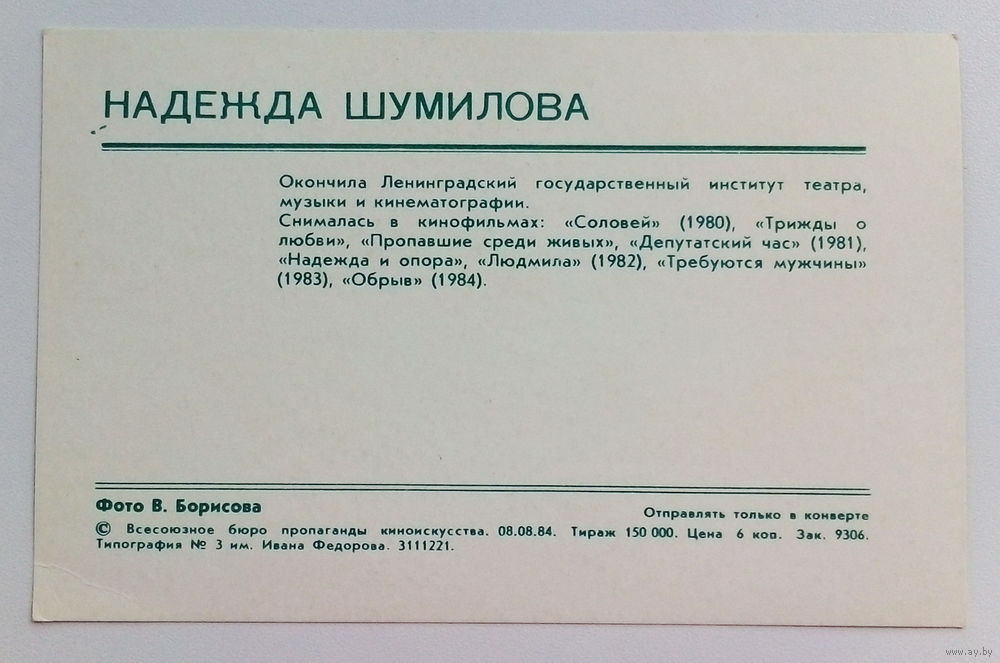 НАДЕЖДА ШУМИЛОВА
Окончила Ленинградский государственный институт театра,
музыки и кинематографии.
Снималась в кинофильмах: «Соловей» (1980), «Трижды о
любви», «Пропавшие среди живых», «Депутатский час» (1981),
«Надежда и опора», «Людмила» (1982), «Требуются мужчины»
(1983), «Обрыв» (1984).
Фото В. Борисова
Отправлять только в конверте
© Всесоюзное бюро пропаганды киноискусства. 08.08.84. Тираж 150 000. Цена 6 коп. Зак. 9306.
Типография № 3 им. Ивана Федорова. 3111221.
www.ay.by